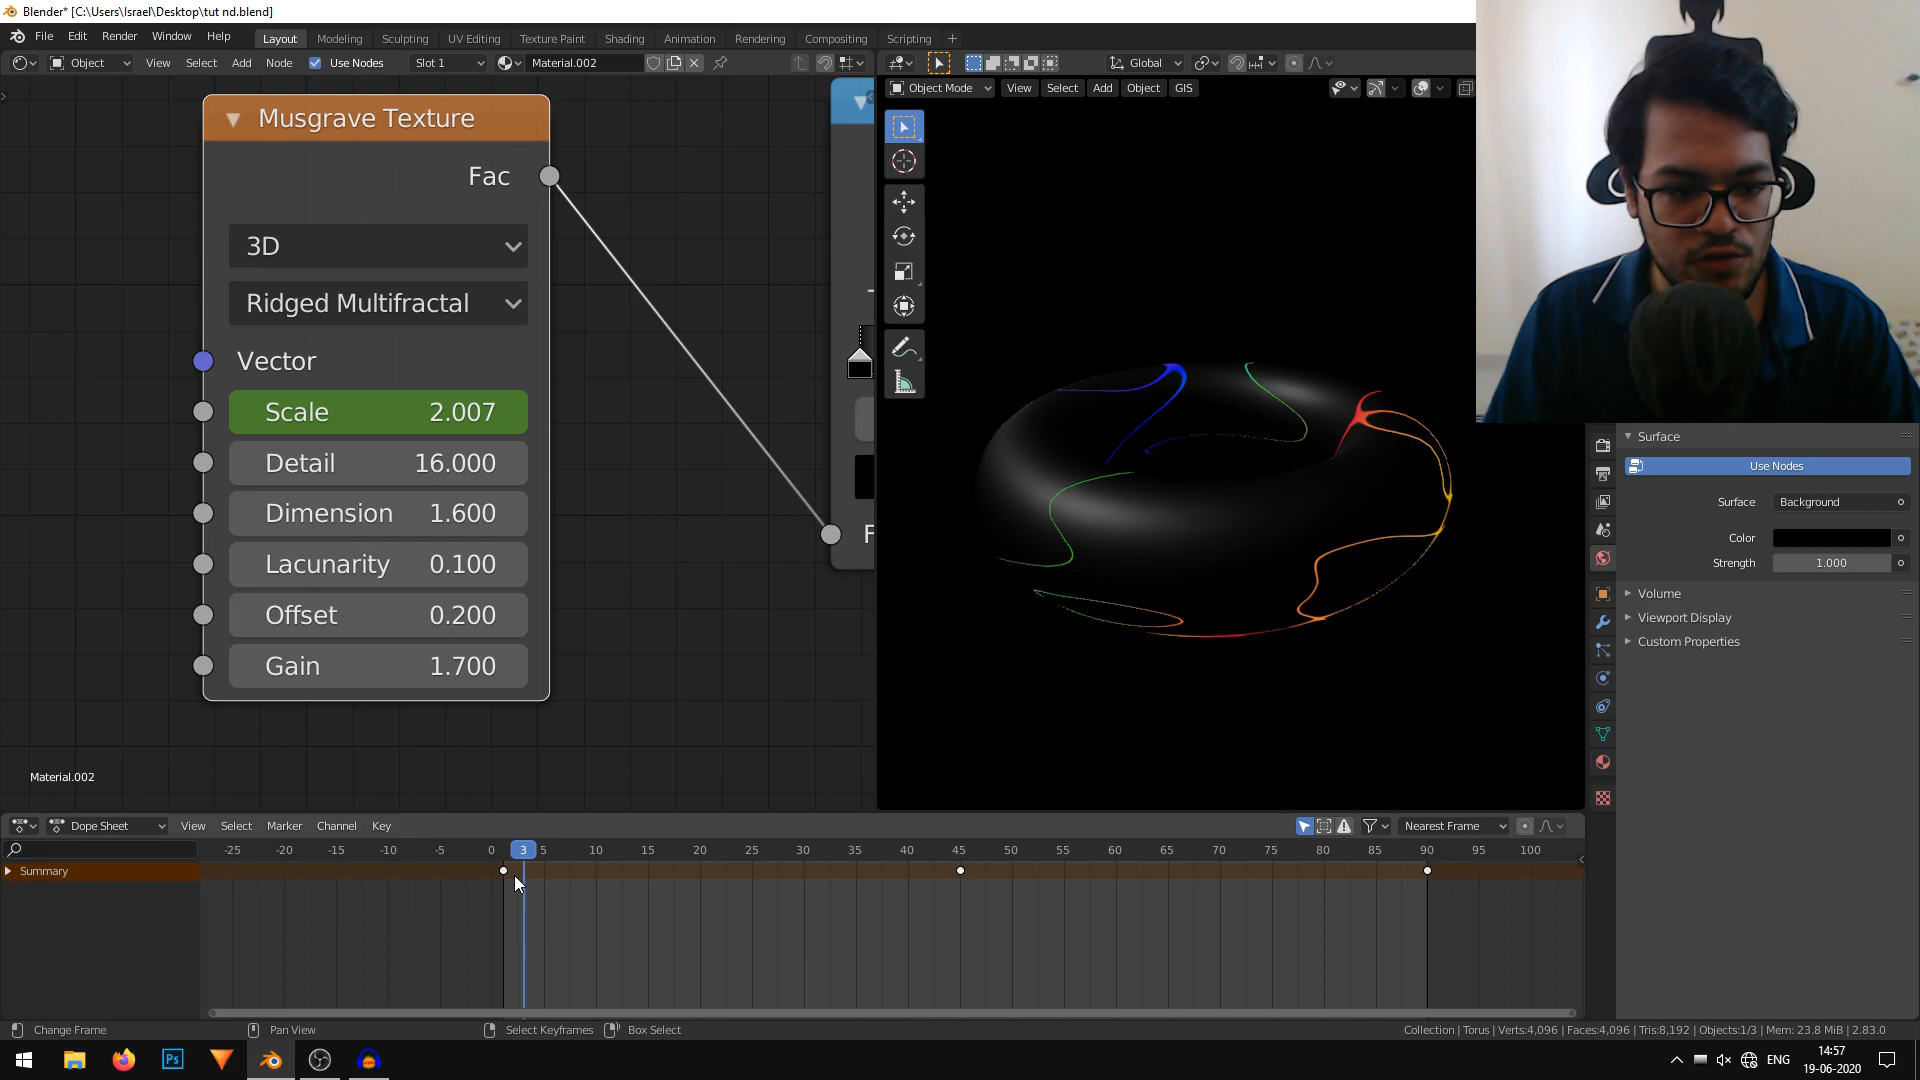 Blender* [C:\Users\Israel\Desktop\tut nd.blend]
File Edit Render Window Help Layout Modeling Sculpting UV Editing Texture Paint Shading Animation Rendering Compositing Scripting
Object View Select Add Node Use Nodes Slot 1 Material.002
Global
Object Mode View Select Add Object GIS
Musgrave Texture
Fac
3D
Ridged Multifractal
Vector
Scale 2.007
Detail 16.000
Dimension 1.600
Lacunarity 0.100
Offset 0.200
Gain 1.700
F
Material.002
Surface
Use Nodes
Surface Background
Color
Strength 1.000
Volume
Viewport Display
Custom Properties
Dope Sheet View Select Marker Channel Key Nearest Frame
-25 -20 -15 -10 -5 0 3 5 10 15 20 25 30 35 40 45 50 55 60 65 70 75 80 85 90 95 100
Summary
Change Frame Pan View Select Keyframes Box Select
Collection | Torus | Verts:4,096 | Faces:4,096 | Tris:8,192 | Objects:1/3 | Mem: 23.8 MiB | 2.83.0
Ps
ENG
14:57
19-06-2020